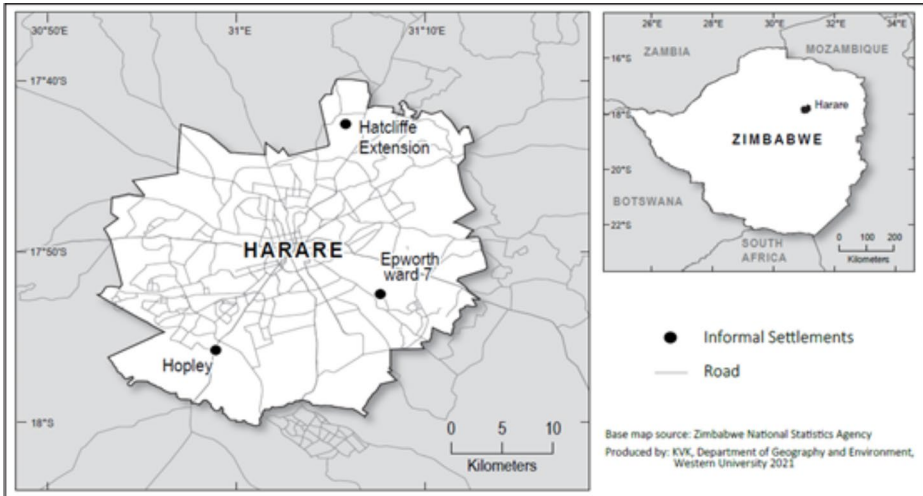 30°50'E
31°E
31°10'E
17°40'S
17°50'S
18°S
Hatcliffe
Extension
HARARE
Epworth
ward 7
Hopley
0 5 10
Kilometers
26°E 28°E 30°E 32°E
16°S
18°S
20°S
22°S
ZAMBIA
MOZAMBIQUE
Harare
ZIMBABWE
BOTSWANA
SOUTH
AFRICA
0 100 200
Kilometers
Informal Settlements
Road
Base map source: Zimbabwe National Statistics Agency
Produced by: KVK, Department of Geography and Environment,
Western University 2021